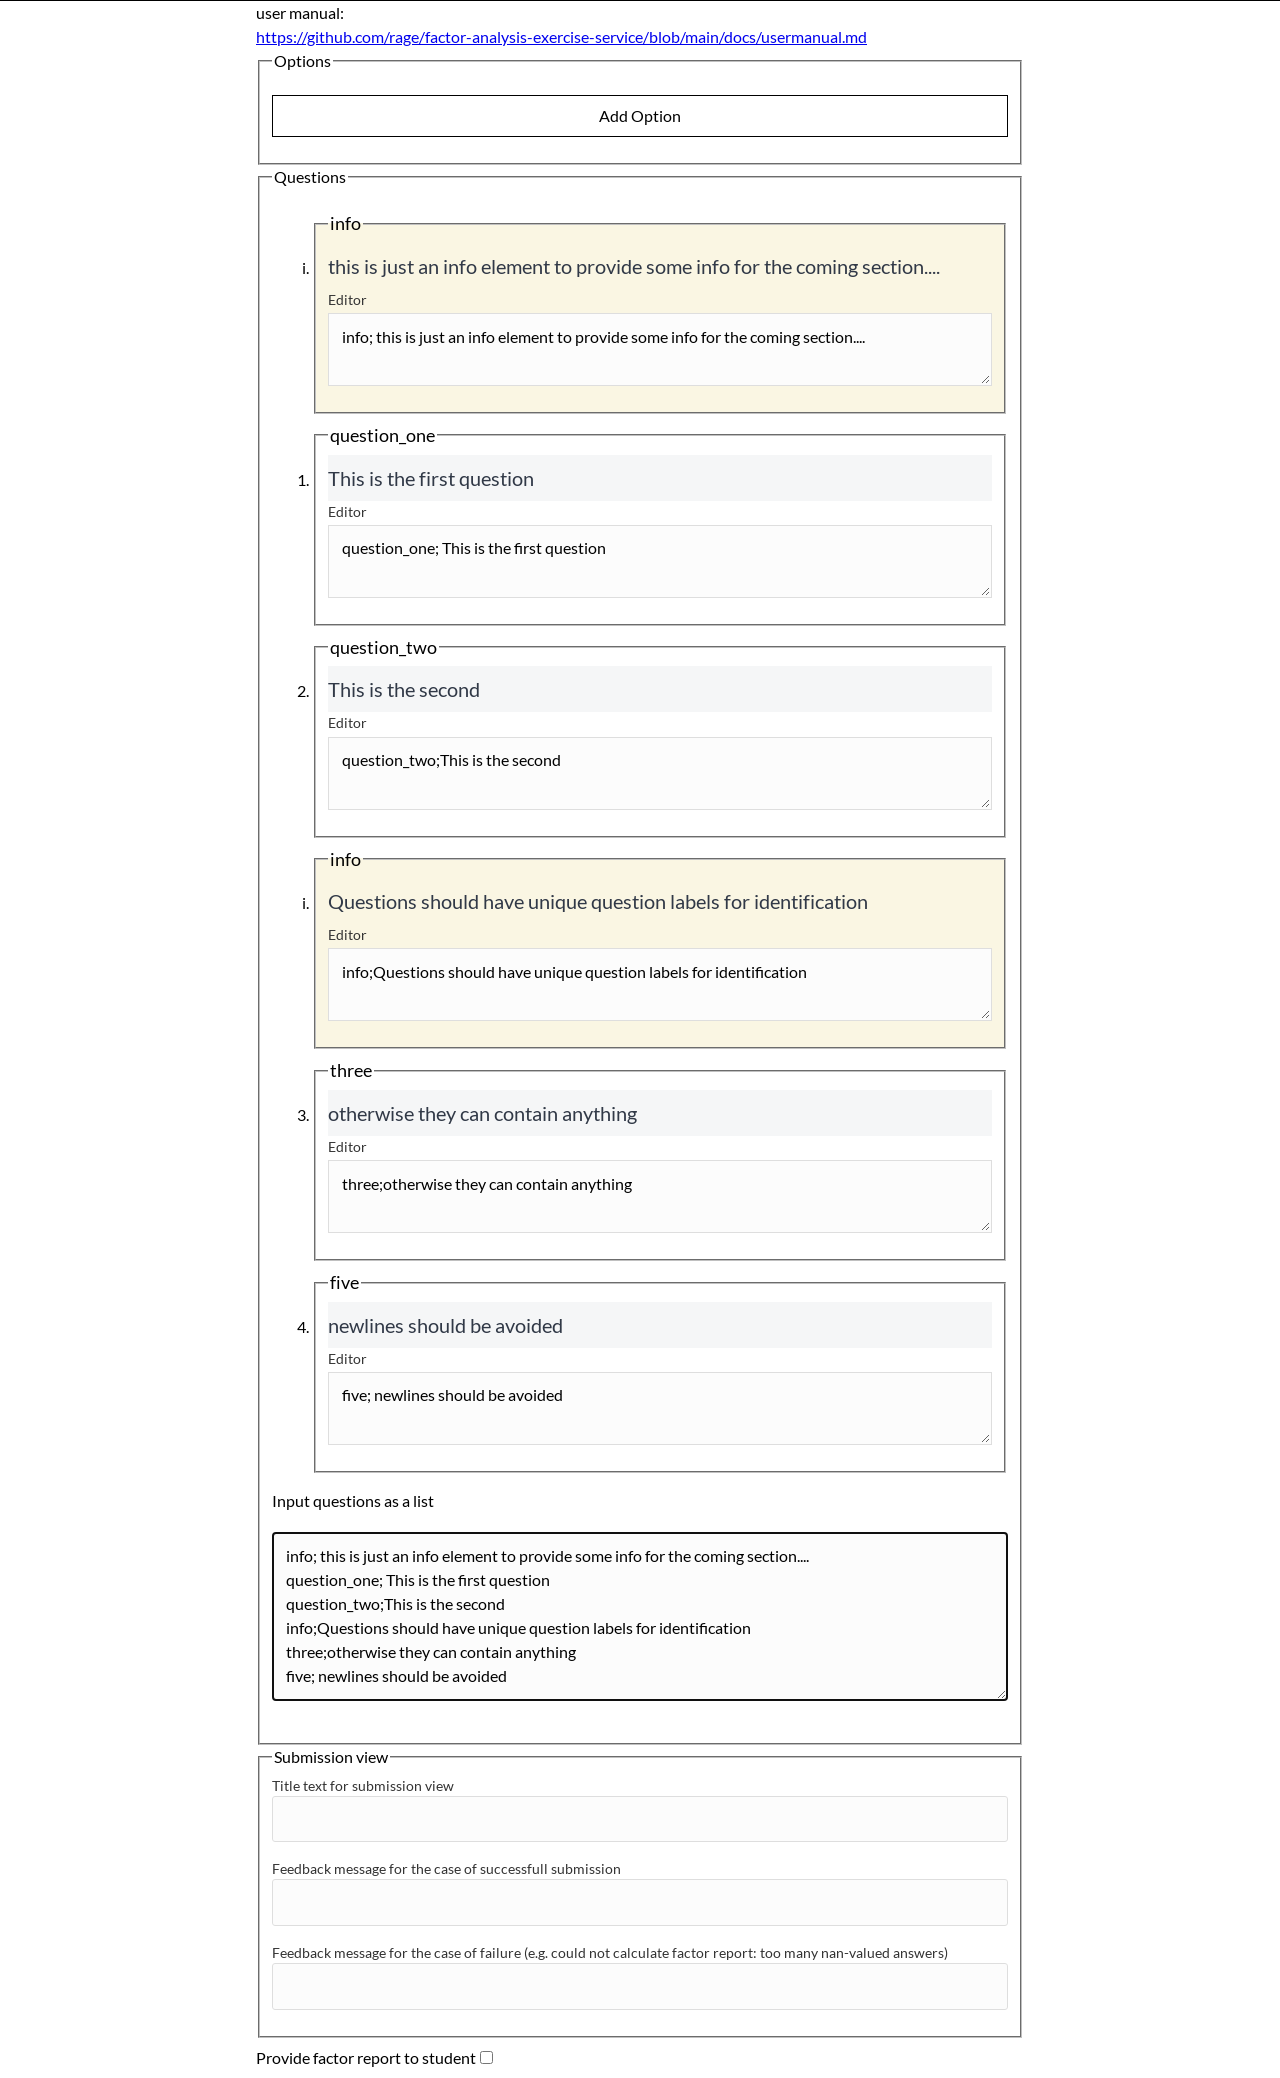 user manual:
https://github.com/rage/factor-analysis-exercise-service/blob/main/docs/usermanual.md
Options
Add Option
Questions
info
i.
this is just an info element to provide some info for the coming section....
Editor
info; this is just an info element to provide some info for the coming section....
question_one
1.
This is the first question
Editor
question_one; This is the first question
question_two
2.
This is the second
Editor
question_two;This is the second
info
i.
Questions should have unique question labels for identification
Editor
info;Questions should have unique question labels for identification
three
3.
otherwise they can contain anything
Editor
three;otherwise they can contain anything
five
4.
newlines should be avoided
Editor
five; newlines should be avoided
Input questions as a list
info; this is just an info element to provide some info for the coming section....
question_one; This is the first question
question_two;This is the second
info;Questions should have unique question labels for identification
three;otherwise they can contain anything
five; newlines should be avoided
Submission view
Title text for submission view
Feedback message for the case of successfull submission
Feedback message for the case of failure (e.g. could not calculate factor report: too many nan-valued answers)
Provide factor report to student